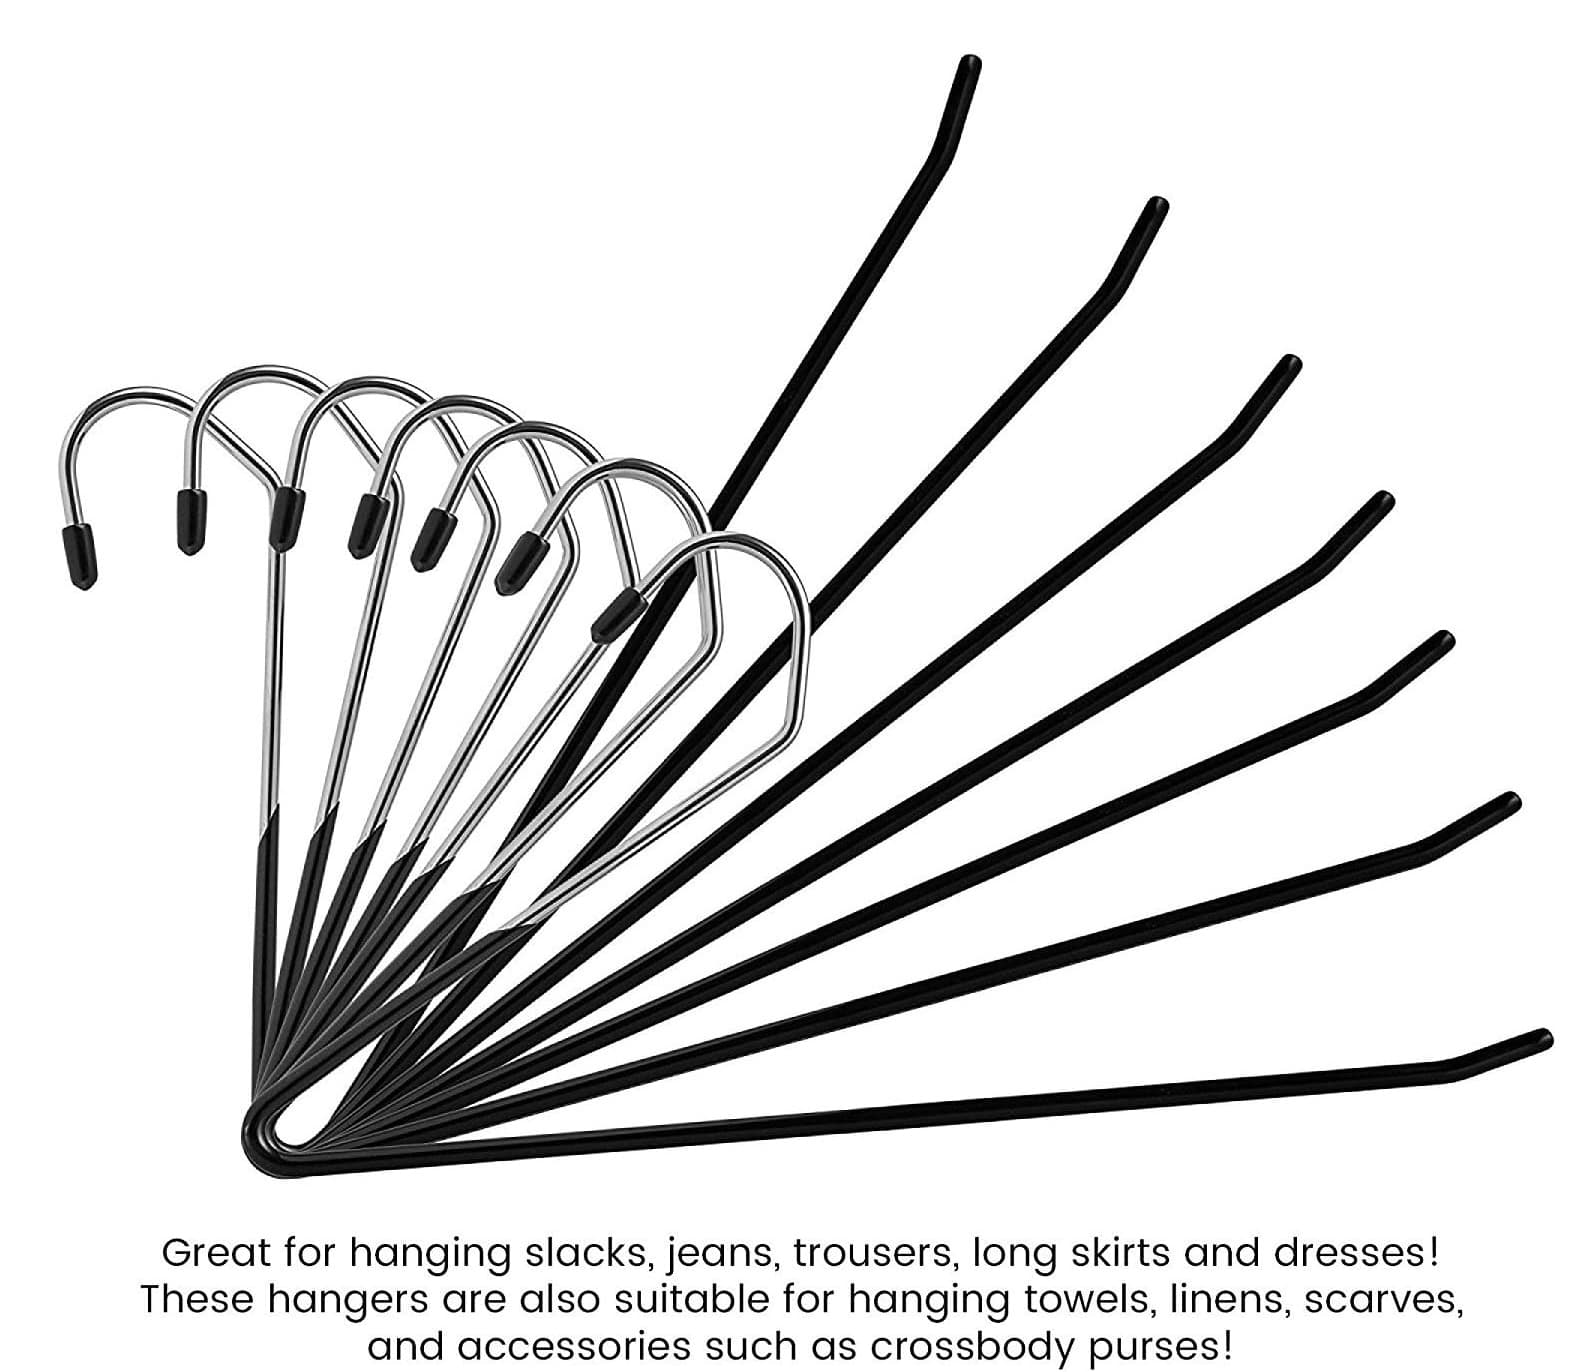 Great for hanging slacks, jeans, trousers, long skirts and dresses!
These hangers are also suitable for hanging towels, linens, scarves,
and accessories such as crossbody purses!